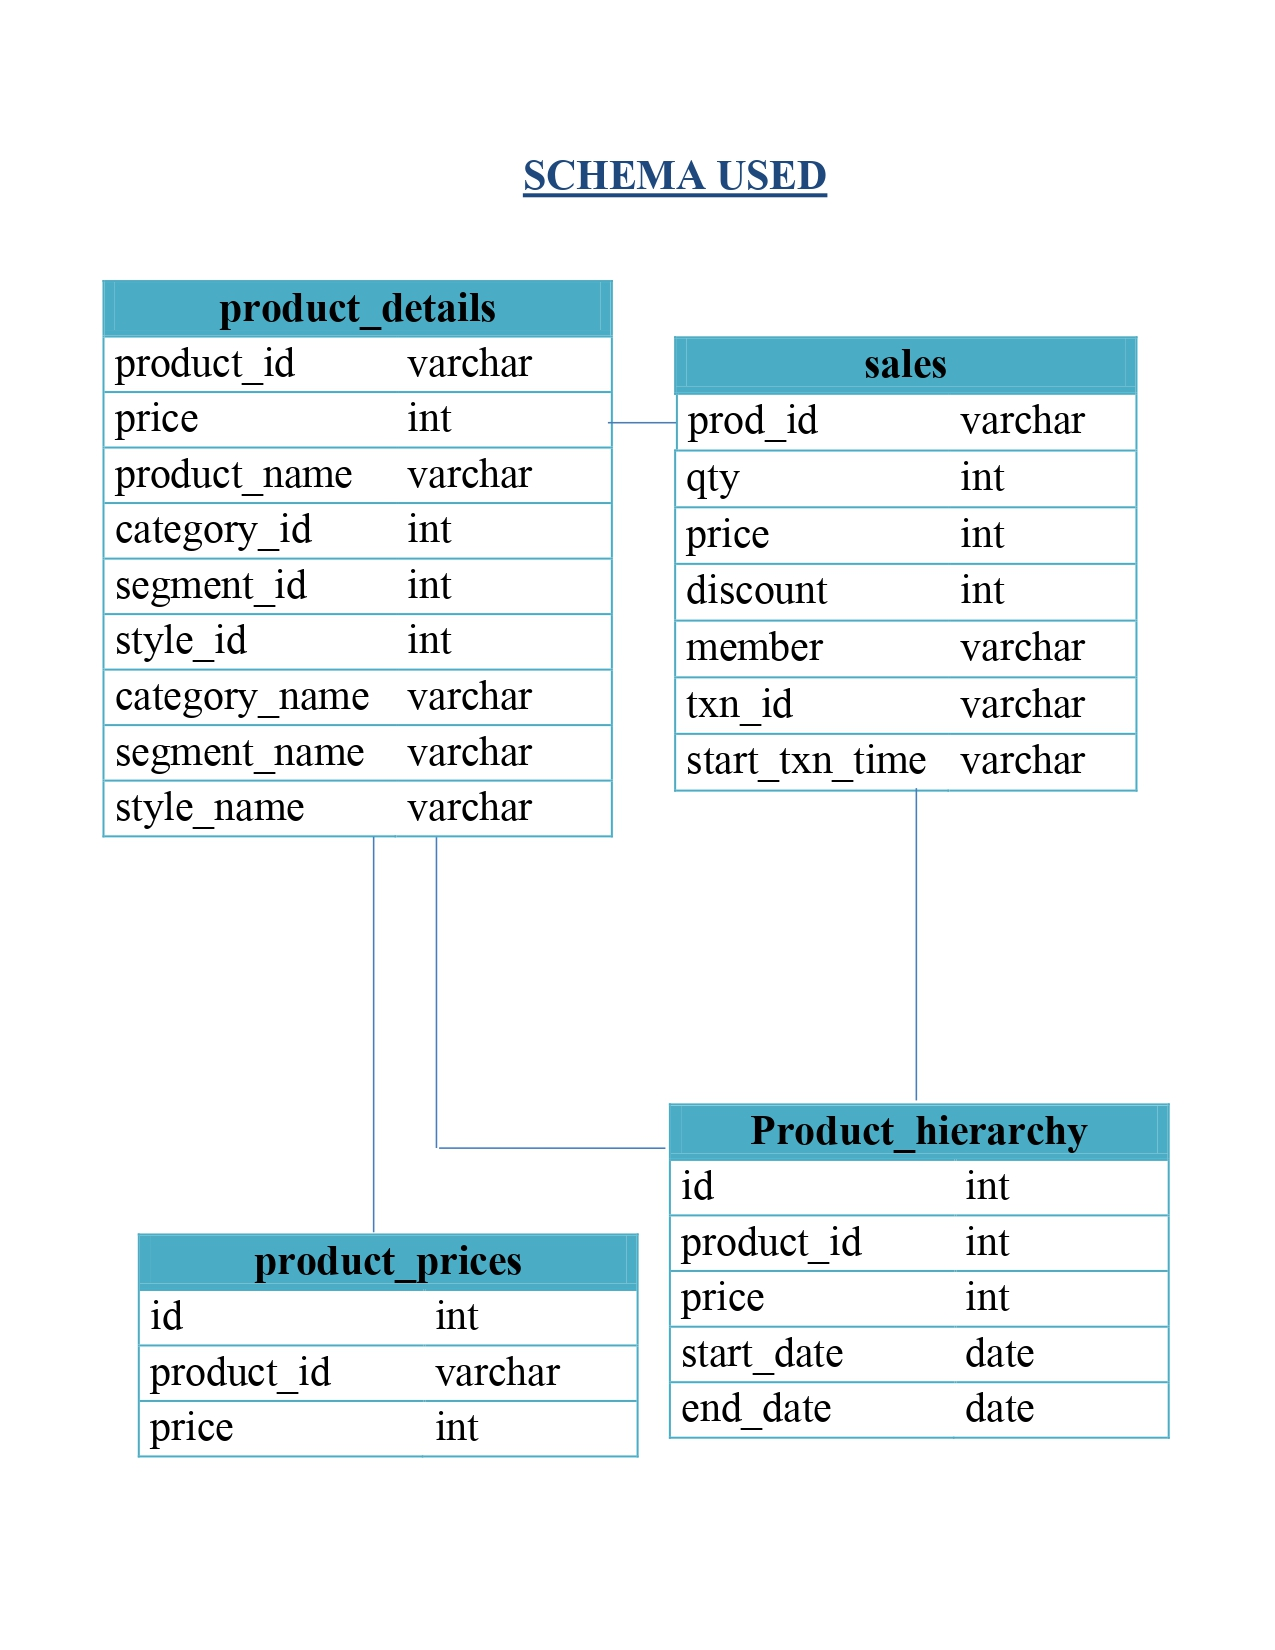 SCHEMA USED
product_details
product_id varchar
price int
product_name varchar
category_id int
segment_id int
style_id int
category_name varchar
segment_name varchar
style_name varchar
sales
prod_id varchar
qty int
price int
discount int
member varchar
txn_id varchar
start_txn_time varchar
product_prices
id int
product_id varchar
price int
Product_hierarchy
id int
product_id int
price int
start_date date
end_date date